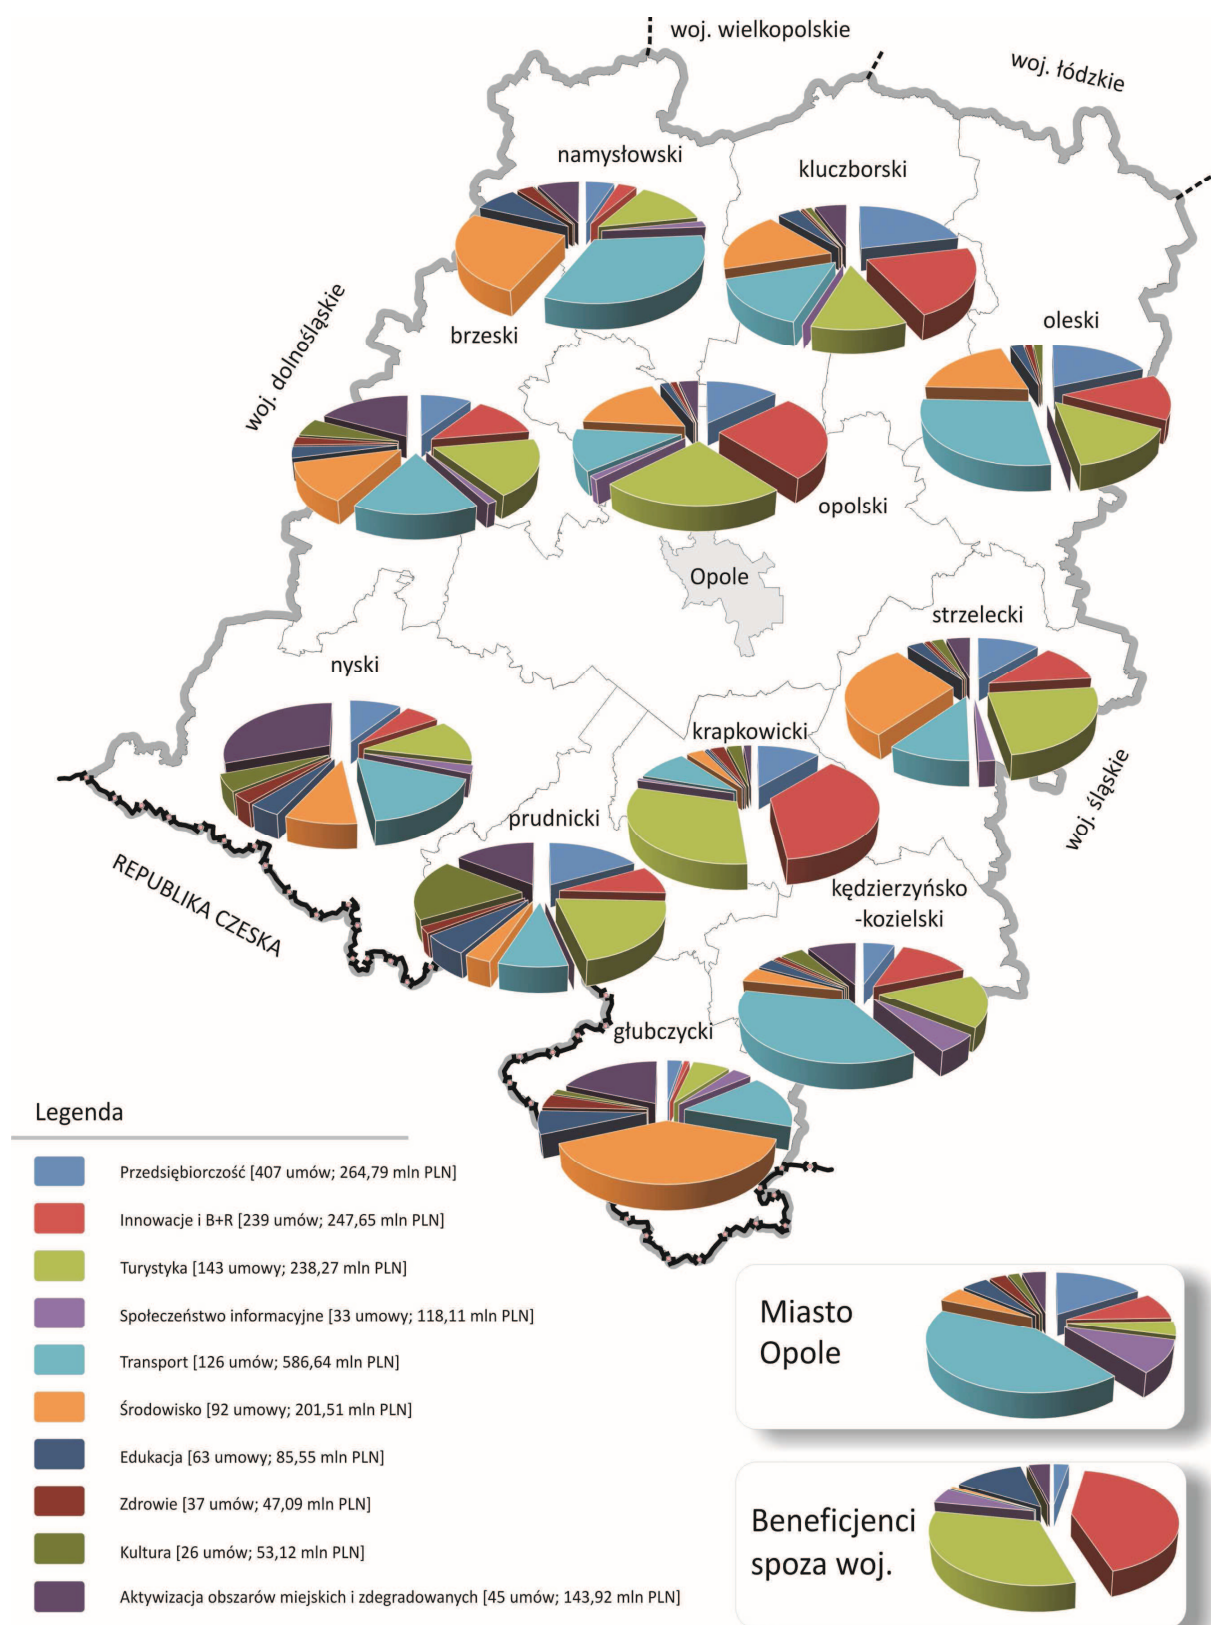 woj. wielkopolskie
woj. łódzkie
namysłowski
kluczborski
woj. dolnośląskie
brzeski
oleski
opolski
Opole
strzelecki
nyski
krapkowicki
woj. śląskie
prudnicki
REPUBLIKA CZESKA
kędzierzyńsko
-kozielski
głubczycki
Legenda
Przedsiębiorczość [407 umów; 264,79 mln PLN]
Innowacje i B+R [239 umów; 247,65 mln PLN]
Turystyka [143 umowy; 238,27 mln PLN]
Społeczeństwo informacyjne [33 umowy; 118,11 mln PLN]
Transport [126 umów; 586,64 mln PLN]
Środowisko [92 umowy; 201,51 mln PLN]
Edukacja [63 umowy; 85,55 mln PLN]
Zdrowie [37 umów; 47,09 mln PLN]
Kultura [26 umów; 53,12 mln PLN]
Aktywizacja obszarów miejskich i zdegradowanych [45 umów; 143,92 mln PLN]
Miasto
Opole
Beneficjenci
spoza woj.